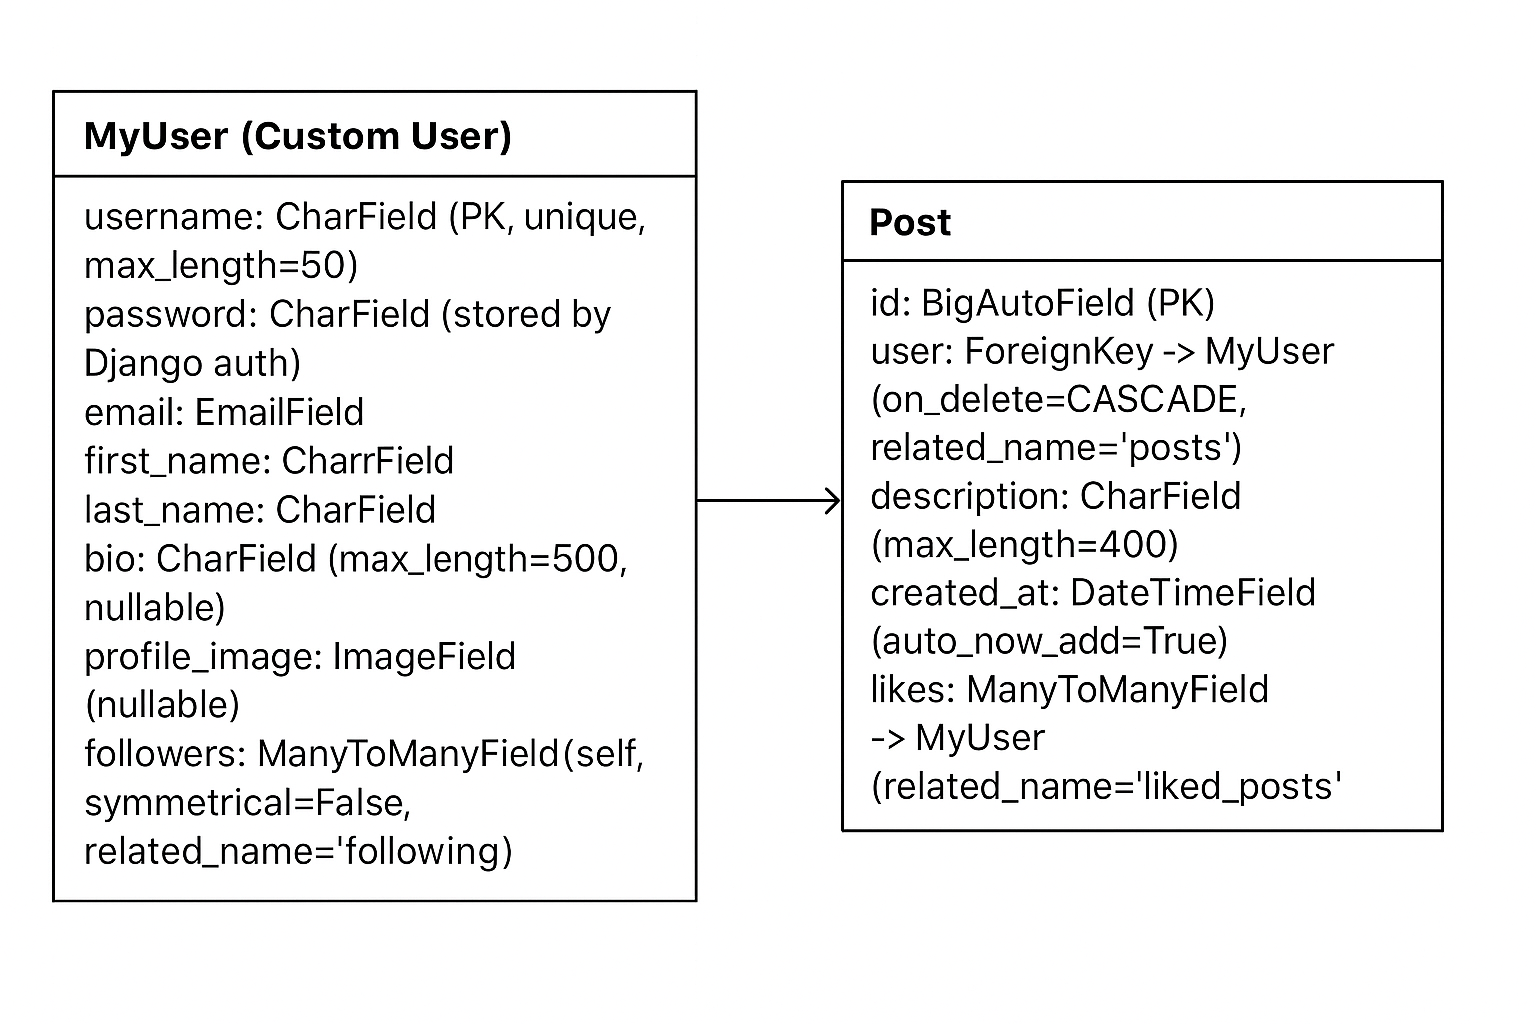 MyUser (Custom User)
username: CharField (PK, unique,
max_length=50)
password: CharField (stored by
Django auth)
email: EmailField
first_name: CharrField
last_name: CharField
bio: CharField (max_length=500,
nullable)
profile_image: ImageField
(nullable)
followers: ManyToManyField(self,
symmetrical=False,
related_name='following)
Post
id: BigAutoField (PK)
user: ForeignKey -> MyUser
(on_delete=CASCADE,
related_name='posts')
description: CharField
(max_length=400)
created_at: DateTimeField
(auto_now_add=True)
likes: ManyToManyField
-> MyUser
(related_name='liked_posts'